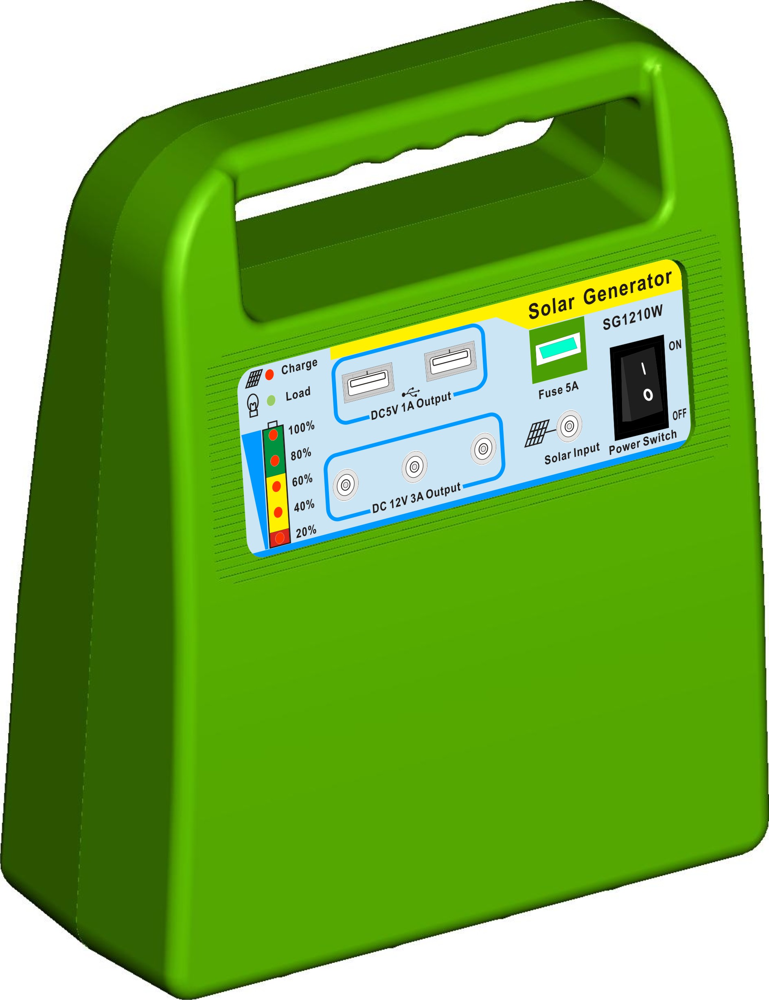 Solar Generator
SG1210W
Charge
Load
100%
80%
60%
40%
20%
DC5V 1A Output
DC 12V 3A Output
Fuse 5A
Solar Input
ON
OFF
Power Switch